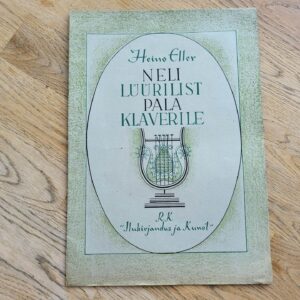 Heino Eller
NELI
LÜÜRILIST
PALA
KLAVERILE
RK
"Ilukirjandus ja Kunst"